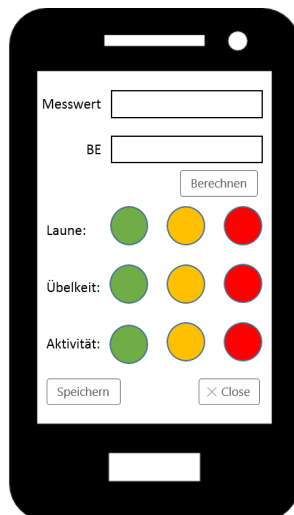 Messwert
BE
Berechnen
Laune:
Übelkeit:
Aktivität:
Speichern
Close